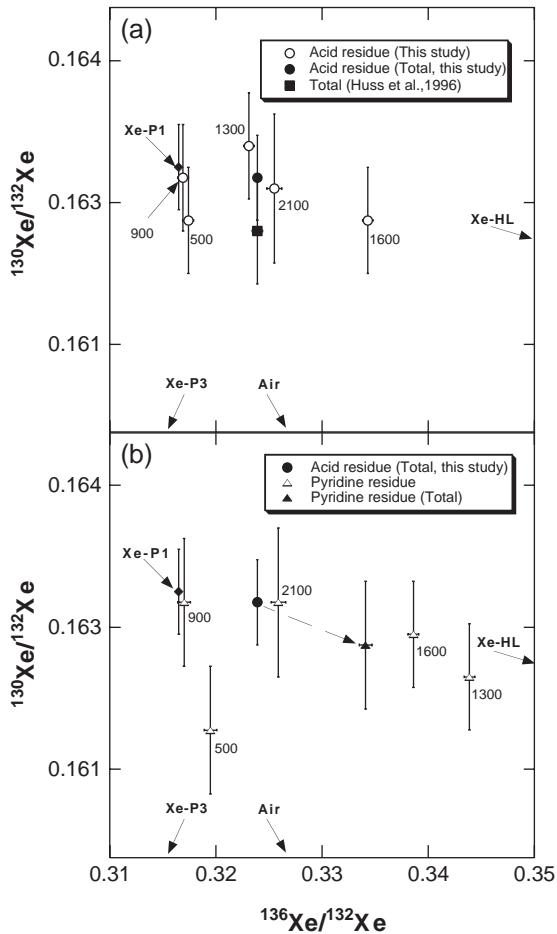 (a)
Acid residue (This study)
Acid residue (Total, this study)
Total (Huss et al.,1996)
0.164
0.163
0.161
¹³⁰Xe/¹³²Xe
Xe-P1
1300
900
500
2100
1600
Xe-HL
Xe-P3
Air
(b)
Acid residue (Total, this study)
Pyridine residue
Pyridine residue (Total)
0.164
0.163
0.161
¹³⁰Xe/¹³²Xe
Xe-P1
900
2100
500
1600
1300
Xe-HL
Xe-P3
Air
0.31 0.32 0.33 0.34 0.35
¹³⁶Xe/¹³²Xe